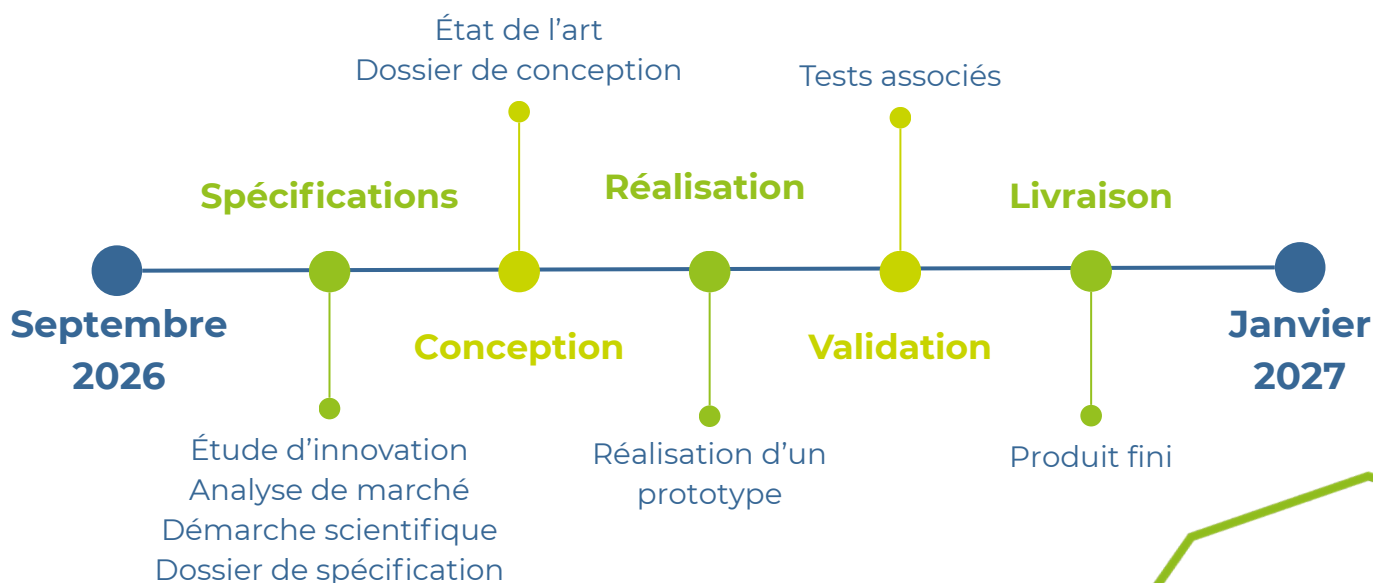 État de l’art
Dossier de conception
Tests associés
Spécifications
Réalisation
Livraison
Septembre
2026
Conception
Validation
Janvier
2027
Étude d’innovation
Analyse de marché
Démarche scientifique
Dossier de spécification
Réalisation d’un
prototype
Produit fini